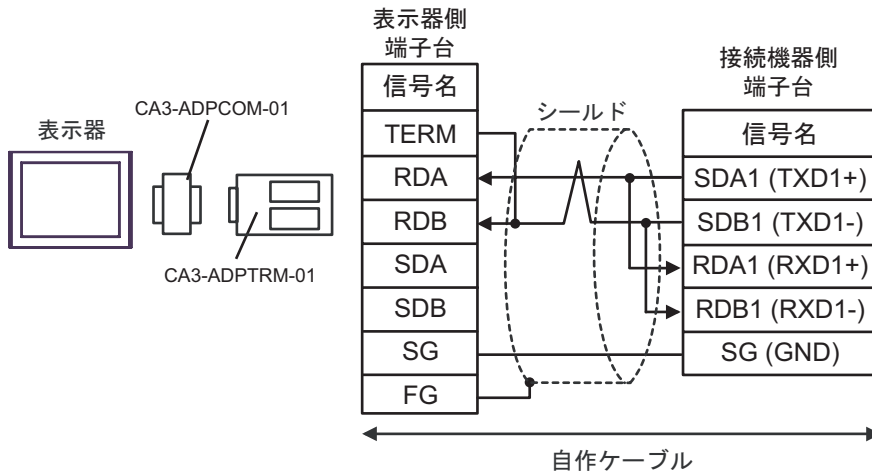 表示器
CA3-ADPCOM-01
CA3-ADPTRM-01
表示器側
端子台
信号名
TERM
RDA
RDB
SDA
SDB
SG
FG
シールド
接続機器側
端子台
信号名
SDA1 (TXD1+)
SDB1 (TXD1-)
RDA1 (RXD1+)
RDB1 (RXD1-)
SG (GND)
自作ケーブル